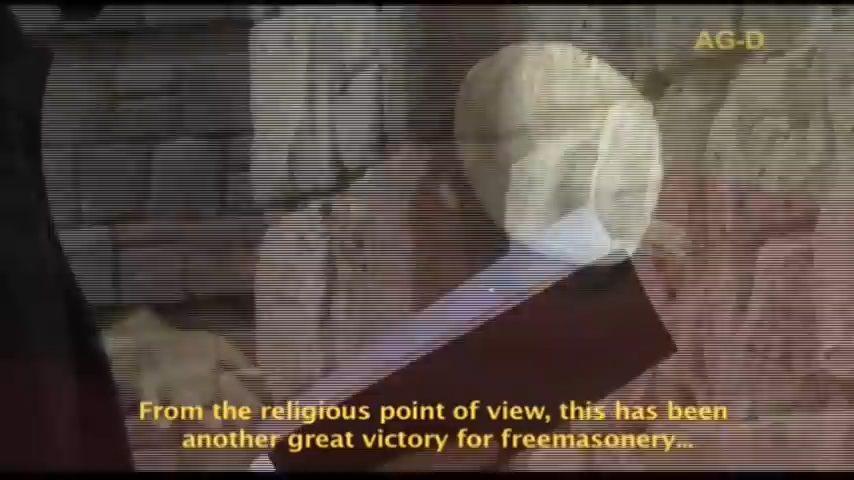 AG-D
From the religious point of view, this has been
another great victory for freemasonery...